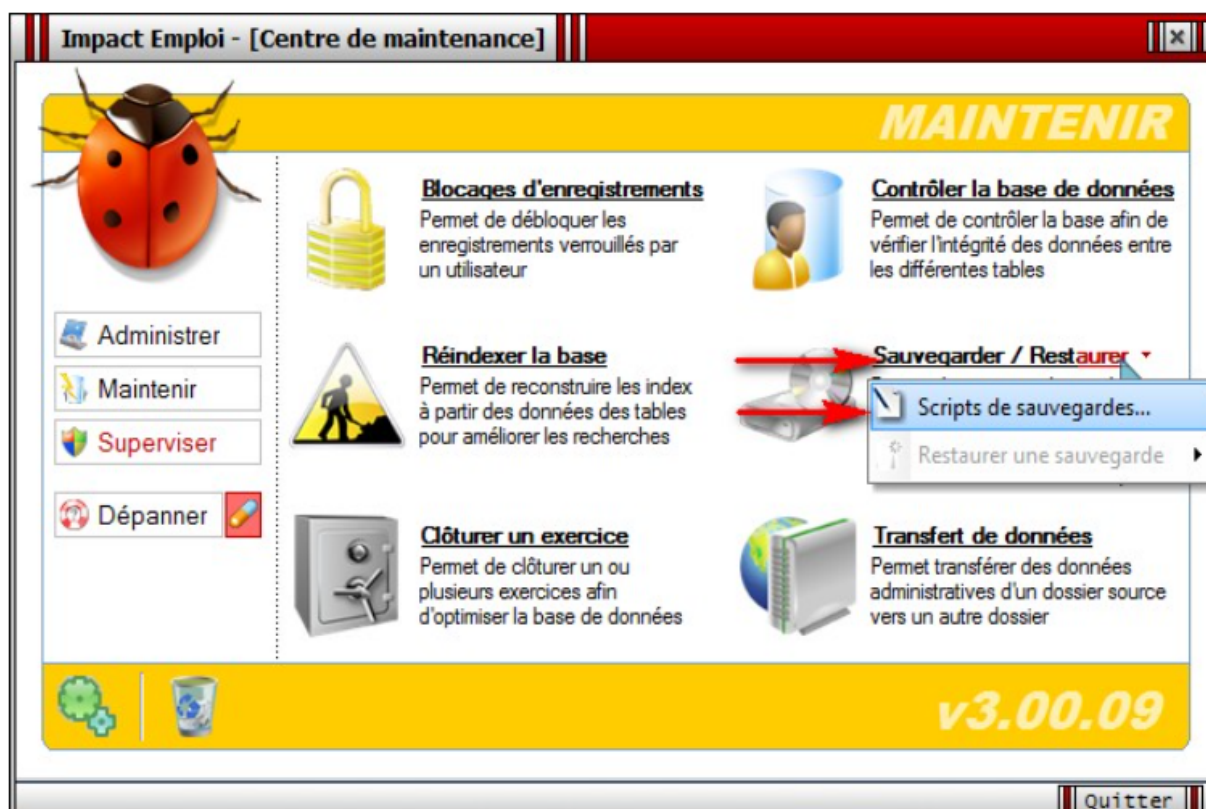 Impact Emploi - [Centre de maintenance]
MAINTENIR
Administrer
Maintenir
Superviser
Dépanner
Blocages d'enregistrements
Permet de débloquer les
enregistrements verrouillés par
un utilisateur
Contrôler la base de données
Permet de contrôler la base afin de
vérifier l'intégrité des données entre
les différentes tables
Réindexer la base
Permet de reconstruire les index
à partir des données des tables
pour améliorer les recherches
Sauvegarder / Restaurer
Scripts de sauvegardes...
Restaurer une sauvegarde
Clôturer un exercice
Permet de clôturer un ou
plusieurs exercices afin
d'optimiser la base de données
Transfert de données
Permet transférer des données
administratives d'un dossier source
vers un autre dossier
v3.00.09
Quitter